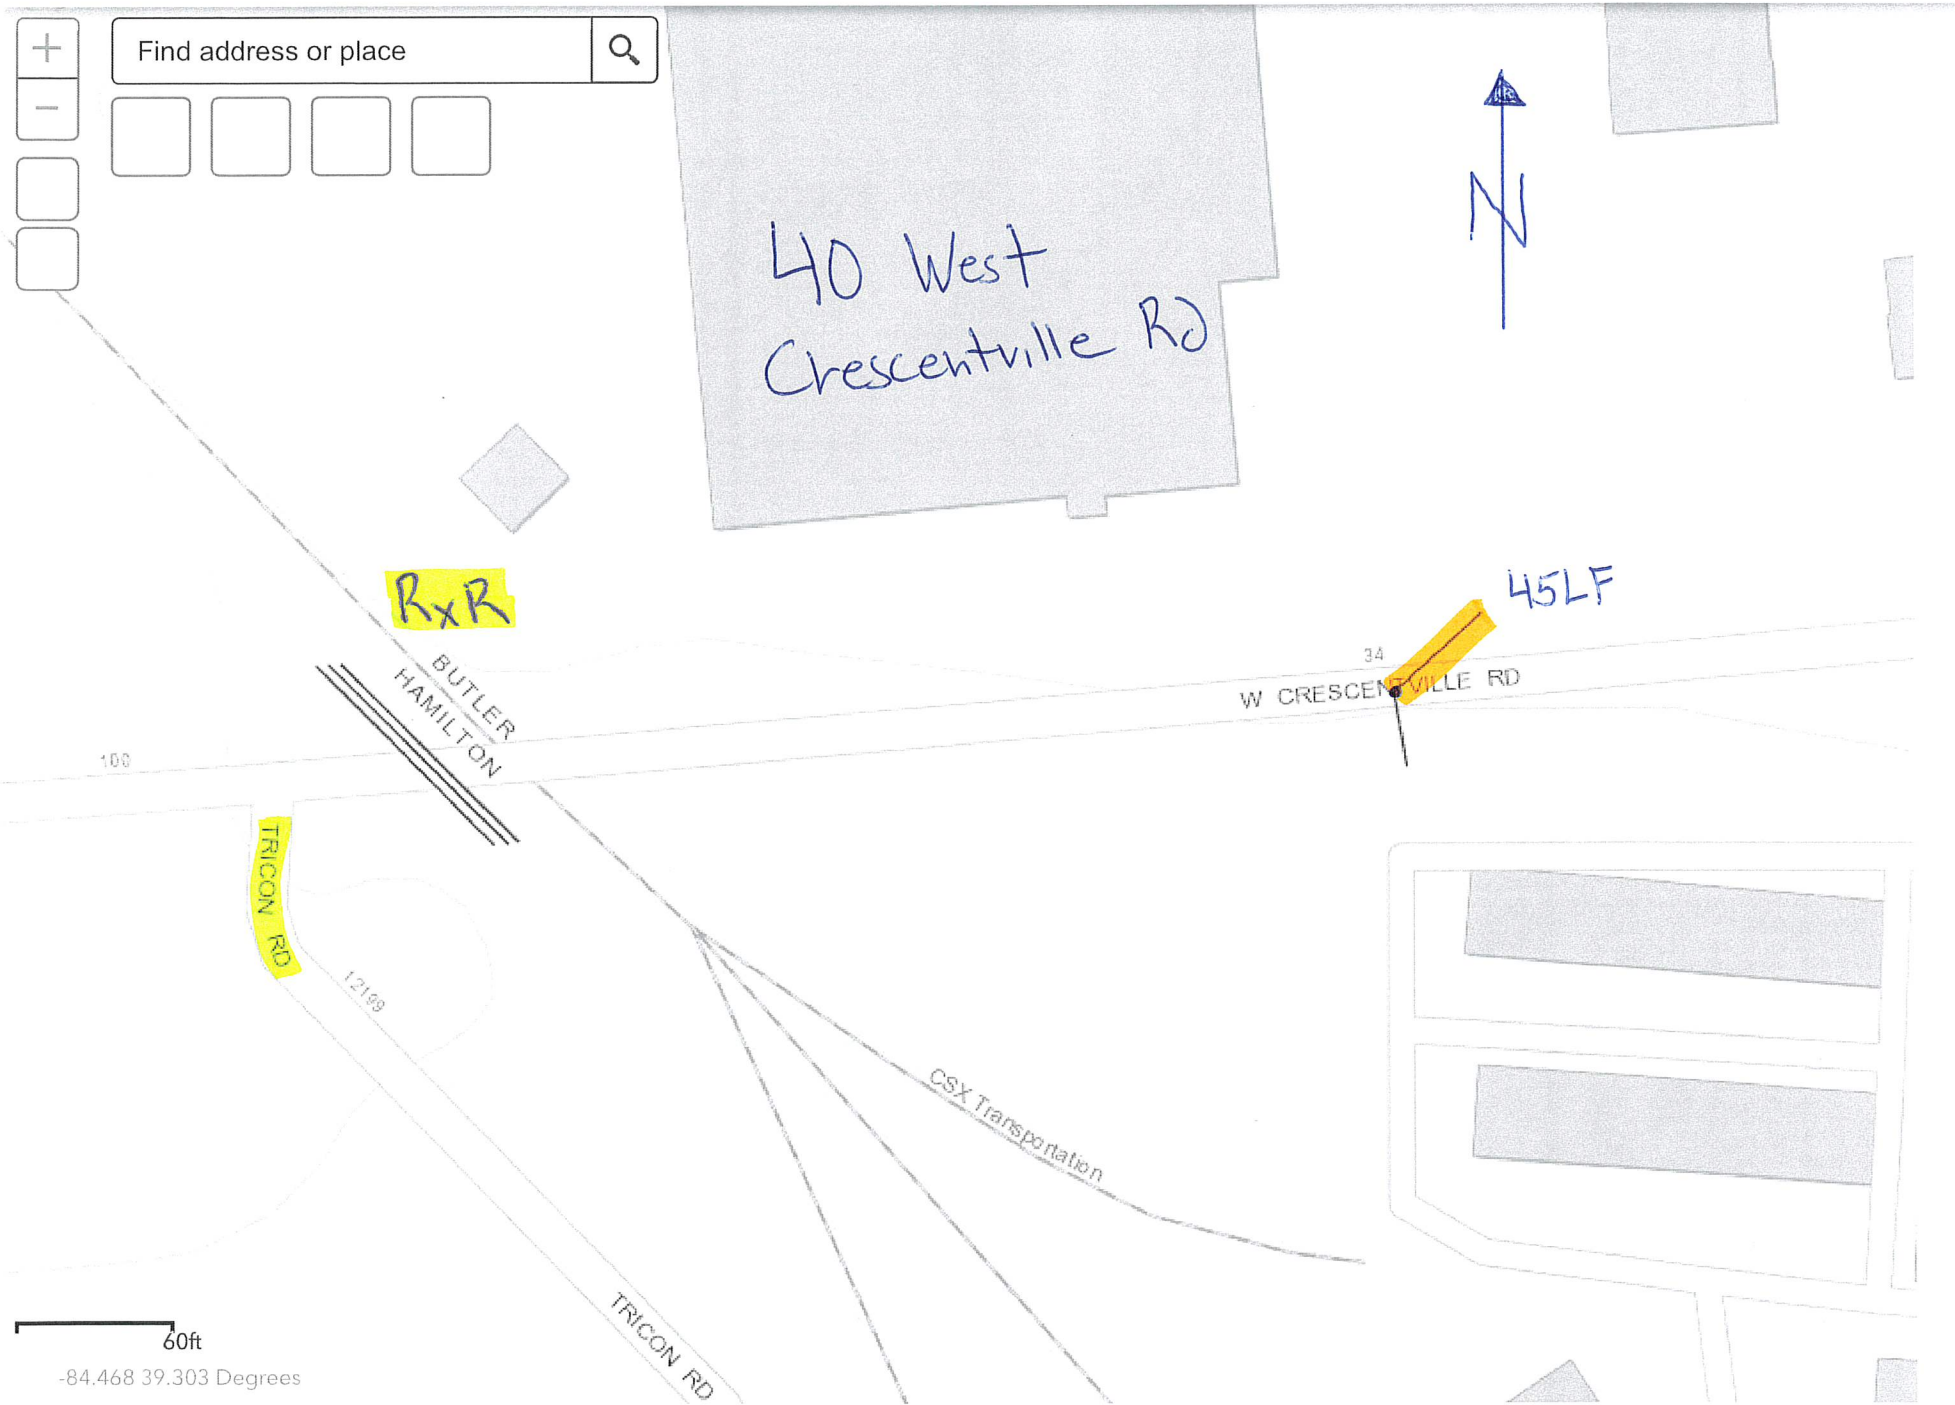 Find address or place
40 West
Crescentville Rd
N
RxR
45LF
34
W CRESCENTVILLE RD
BUTLER
HAMILTON
100
TRICON RD
12199
CSX Transportation
TRICON RD
60ft
-84.468 39.303 Degrees